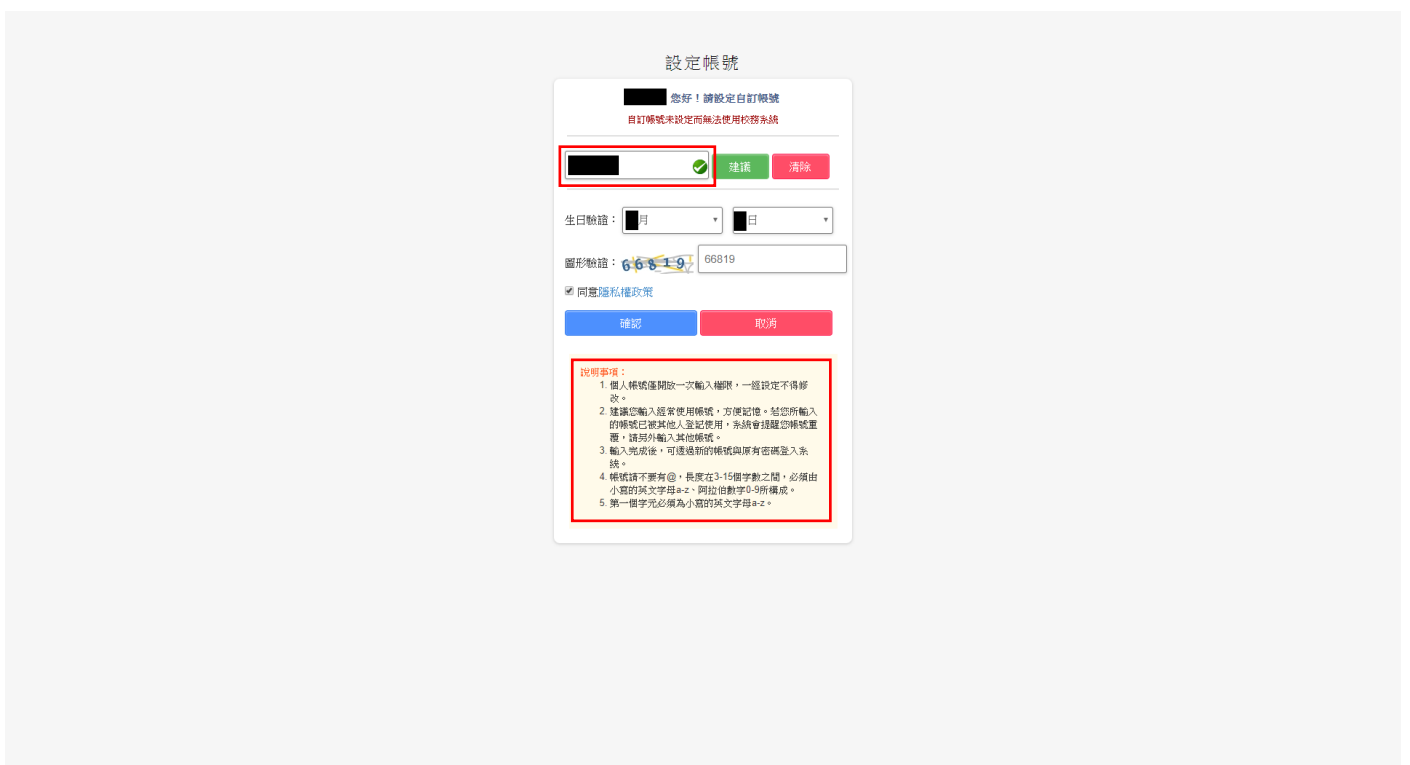 設定帳號
您好！請設定自訂帳號
自訂帳號未設定而無法使用校務系統
建議 清除
生日驗證： 月 日
圖形驗證： 66819 66819
同意隱私權政策
確認 取消
說明事項：
1. 個人帳號僅開放一次輸入權限，一經設定不得修
改。
2. 建議您輸入經常使用帳號，方便記憶。若您所輸入
的帳號已被其他人登記使用，系統會提醒您帳號重
覆，請另外輸入其他帳號。
3. 輸入完成後，可透過新的帳號與原有密碼登入系
統。
4. 帳號請不要有@，長度在3-15個字數之間，必須由
小寫的英文字母a-z、阿拉伯數字0-9所構成。
5. 第一個字元必須為小寫的英文字母a-z。